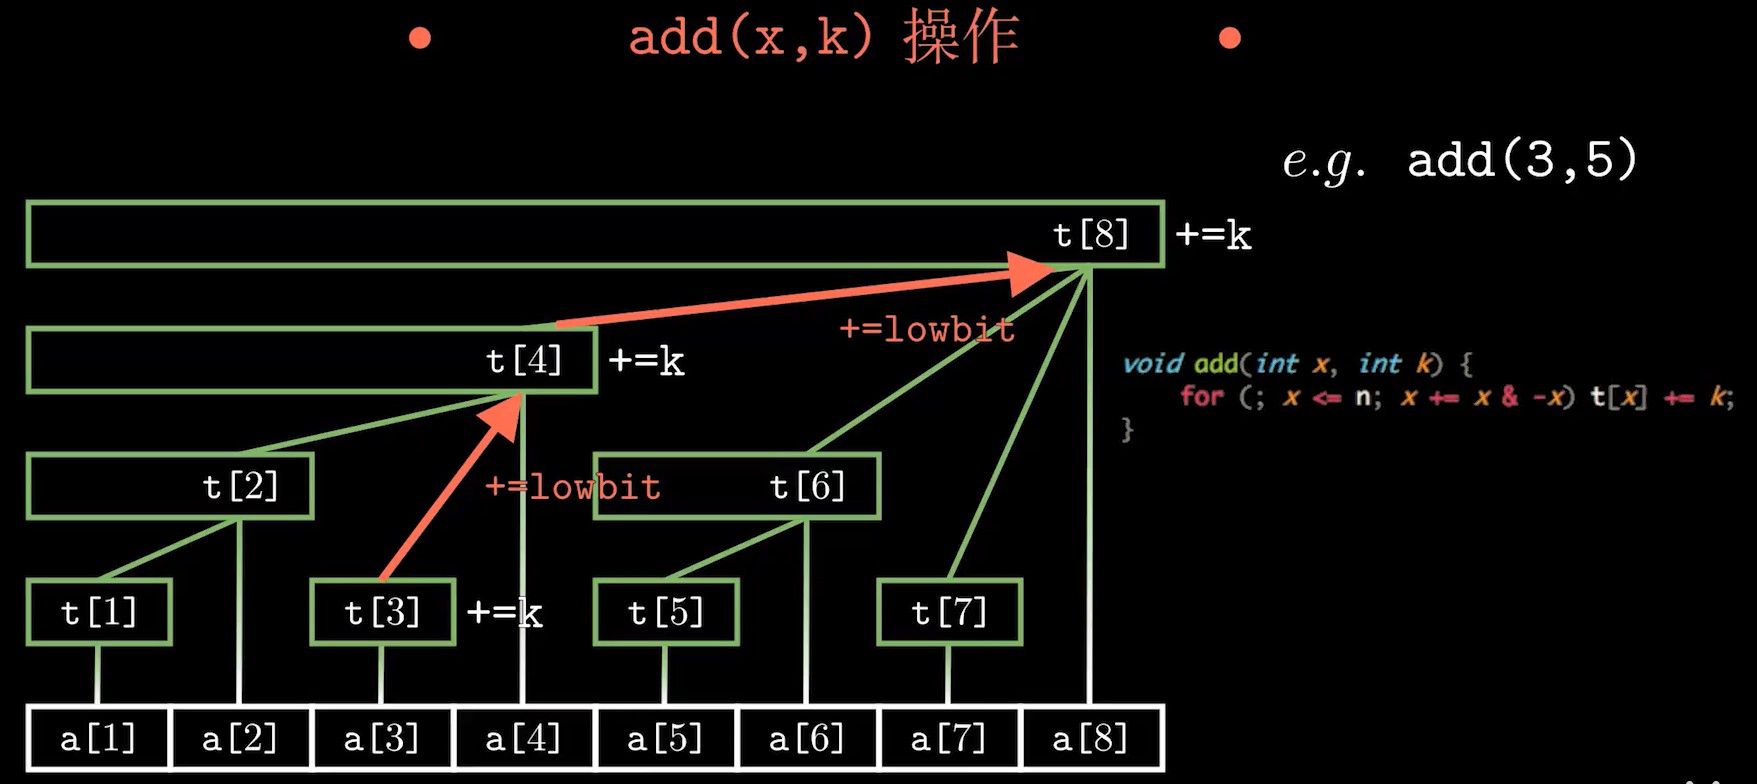 add(x,k) 操作
e.g. add(3,5)
t[8] +=k
+=lowbit
t[4] +=k
void add(int x, int k) {
for (; x <= n; x += x & -x) t[x] += k;
}
t[2] +=lowbit t[6]
t[1] t[3] +=k t[5] t[7]
a[1] a[2] a[3] a[4] a[5] a[6] a[7] a[8]